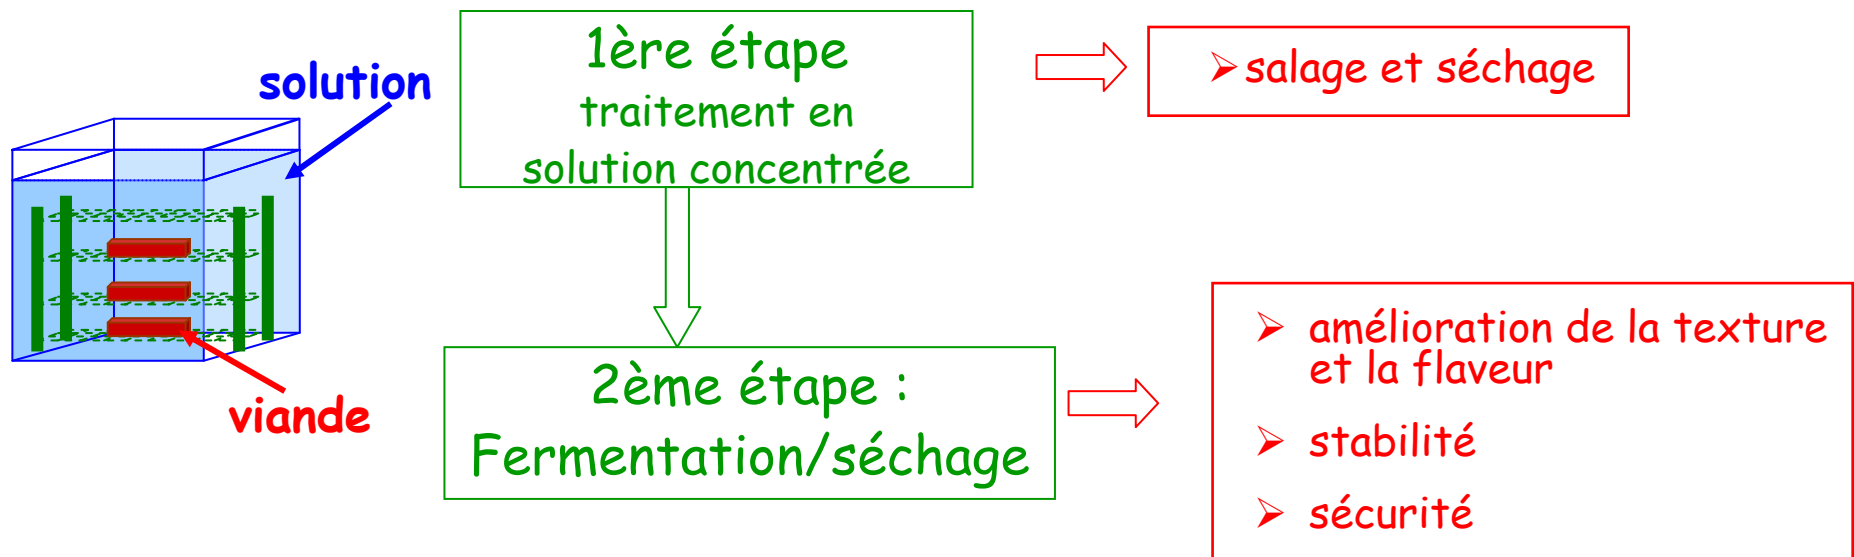 solution
viande
1ère étape
traitement en
solution concentrée
➢ salage et séchage
2ème étape :
Fermentation/séchage
➢ amélioration de la texture
et la flaveur
➢ stabilité
➢ sécurité